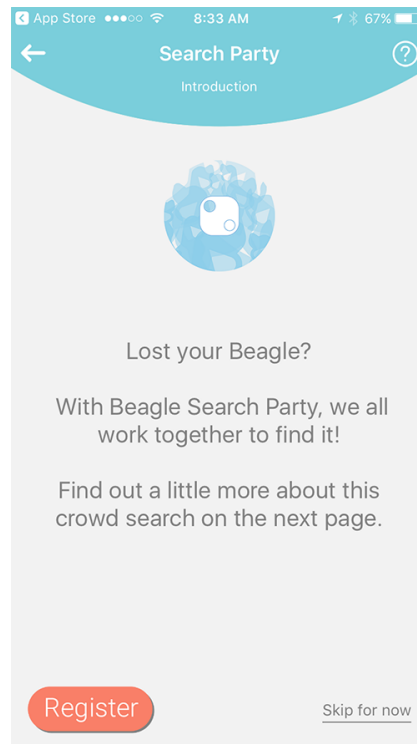 App Store 8:33 AM 67%
Search Party
?
Introduction
Lost your Beagle?
With Beagle Search Party, we all
work together to find it!
Find out a little more about this
crowd search on the next page.
Register
Skip for now